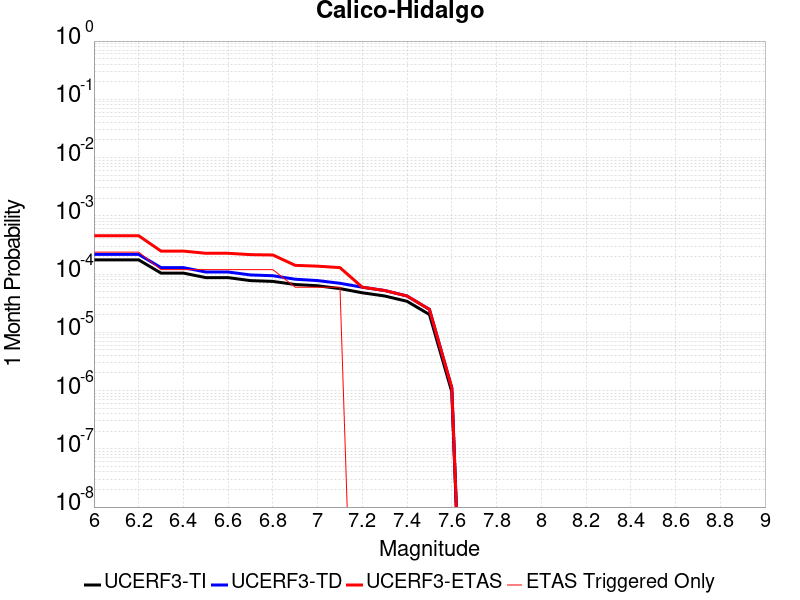 Calico-Hidalgo
10^0
10^-1
10^-2
10^-3
10^-4
10^-5
10^-6
10^-7
10^-8
1 Month Probability
6 6.2 6.4 6.6 6.8 7 7.2 7.4 7.6 7.8 8 8.2 8.4 8.6 8.8 9
Magnitude
UCERF3-TI UCERF3-TD UCERF3-ETAS ETAS Triggered Only